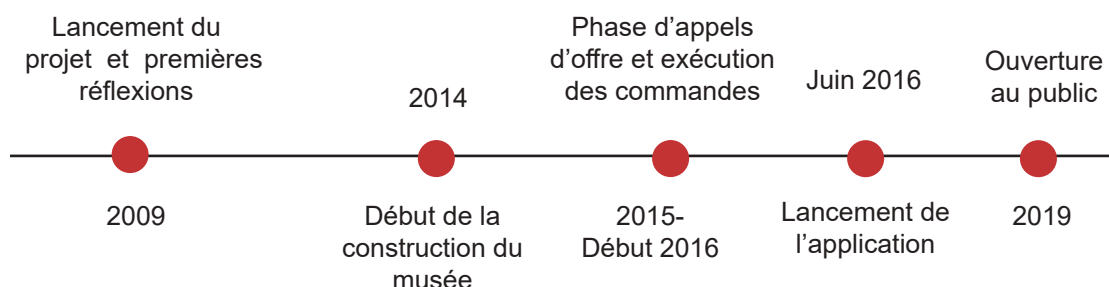 Lancement du
projet et premières
réflexions
2009
2014
Début de la
construction du
musée
Phase d’appels
d’offre et exécution
des commandes
2015-
Début 2016
Juin 2016
Lancement de
l’application
Ouverture
au public
2019